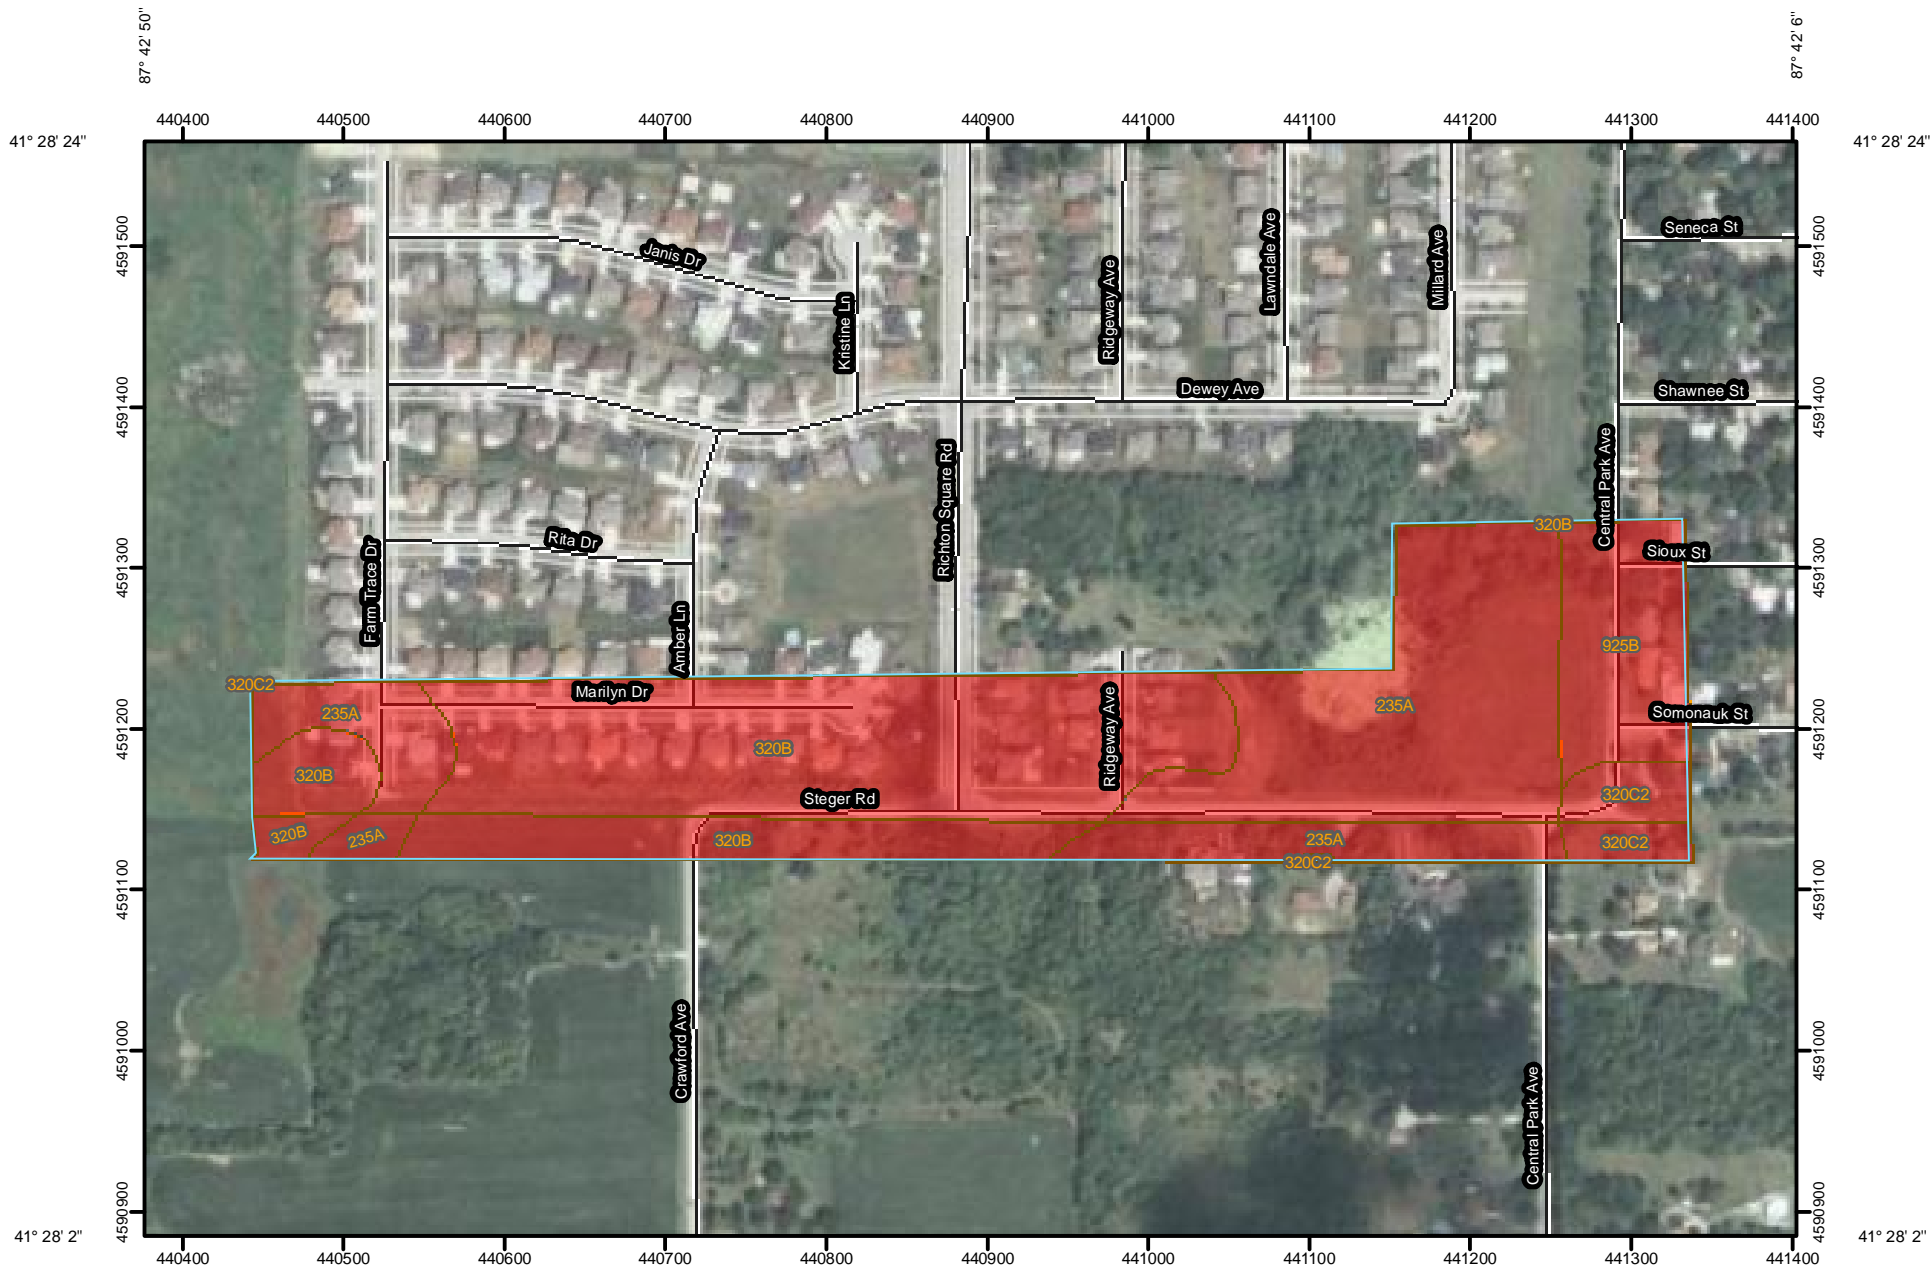 87° 42' 50"
87° 42' 6"
440400 440500 440600 440700 440800 440900 441000 441100 441200 441300 441400
41° 28' 24"
41° 28' 24"
4591500
4591500
Seneca St
Janis Dr
Lawndale Ave
Millard Ave
Ridgeway Ave
Kristine Ln
Dewey Ave
Shawnee St
4591400
4591400
Richton Square Rd
Central Park Ave
320B
Rita Dr
Sioux St
4591300
4591300
Farm Trace Dr
Amber Ln
925B
320C2
Marilyn Dr
235A
235A
Somonauk St
4591200
4591200
Ridgeway Ave
320B
320B
Steger Rd
320C2
320B
235A
320B
235A
320C2
320C2
4591100
4591100
Crawford Ave
4591000
4591000
Central Park Ave
4590900
4590900
41° 28' 2"
41° 28' 2"
440400 440500 440600 440700 440800 440900 441000 441100 441200 441300 441400